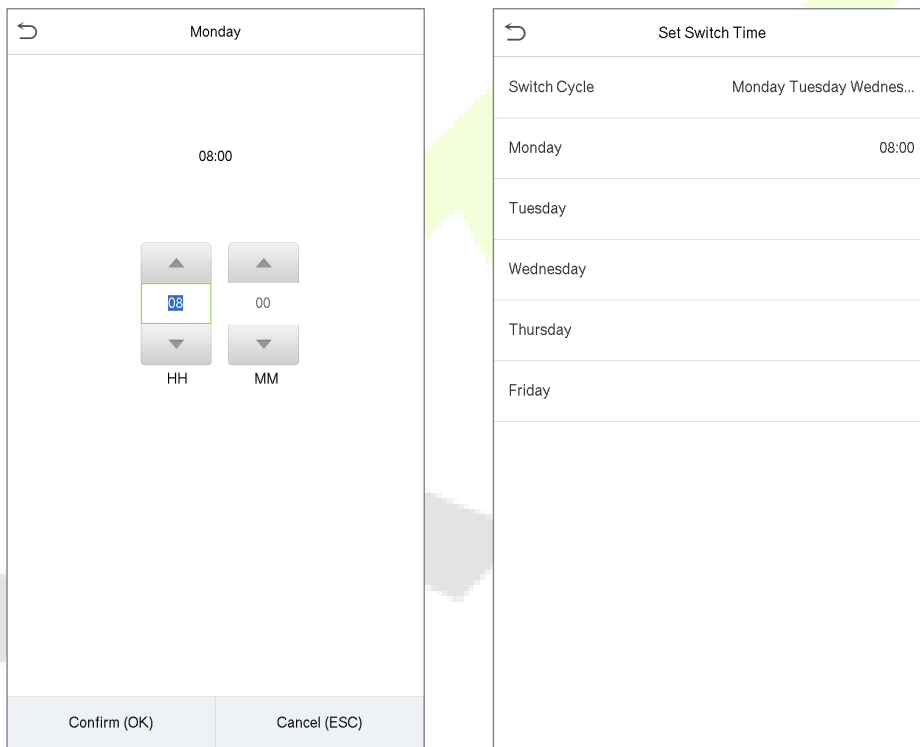 Monday
08:00
08 00
HH MM
Confirm (OK) Cancel (ESC)
Set Switch Time
Switch Cycle Monday Tuesday Wednes...
Monday 08:00
Tuesday
Wednesday
Thursday
Friday